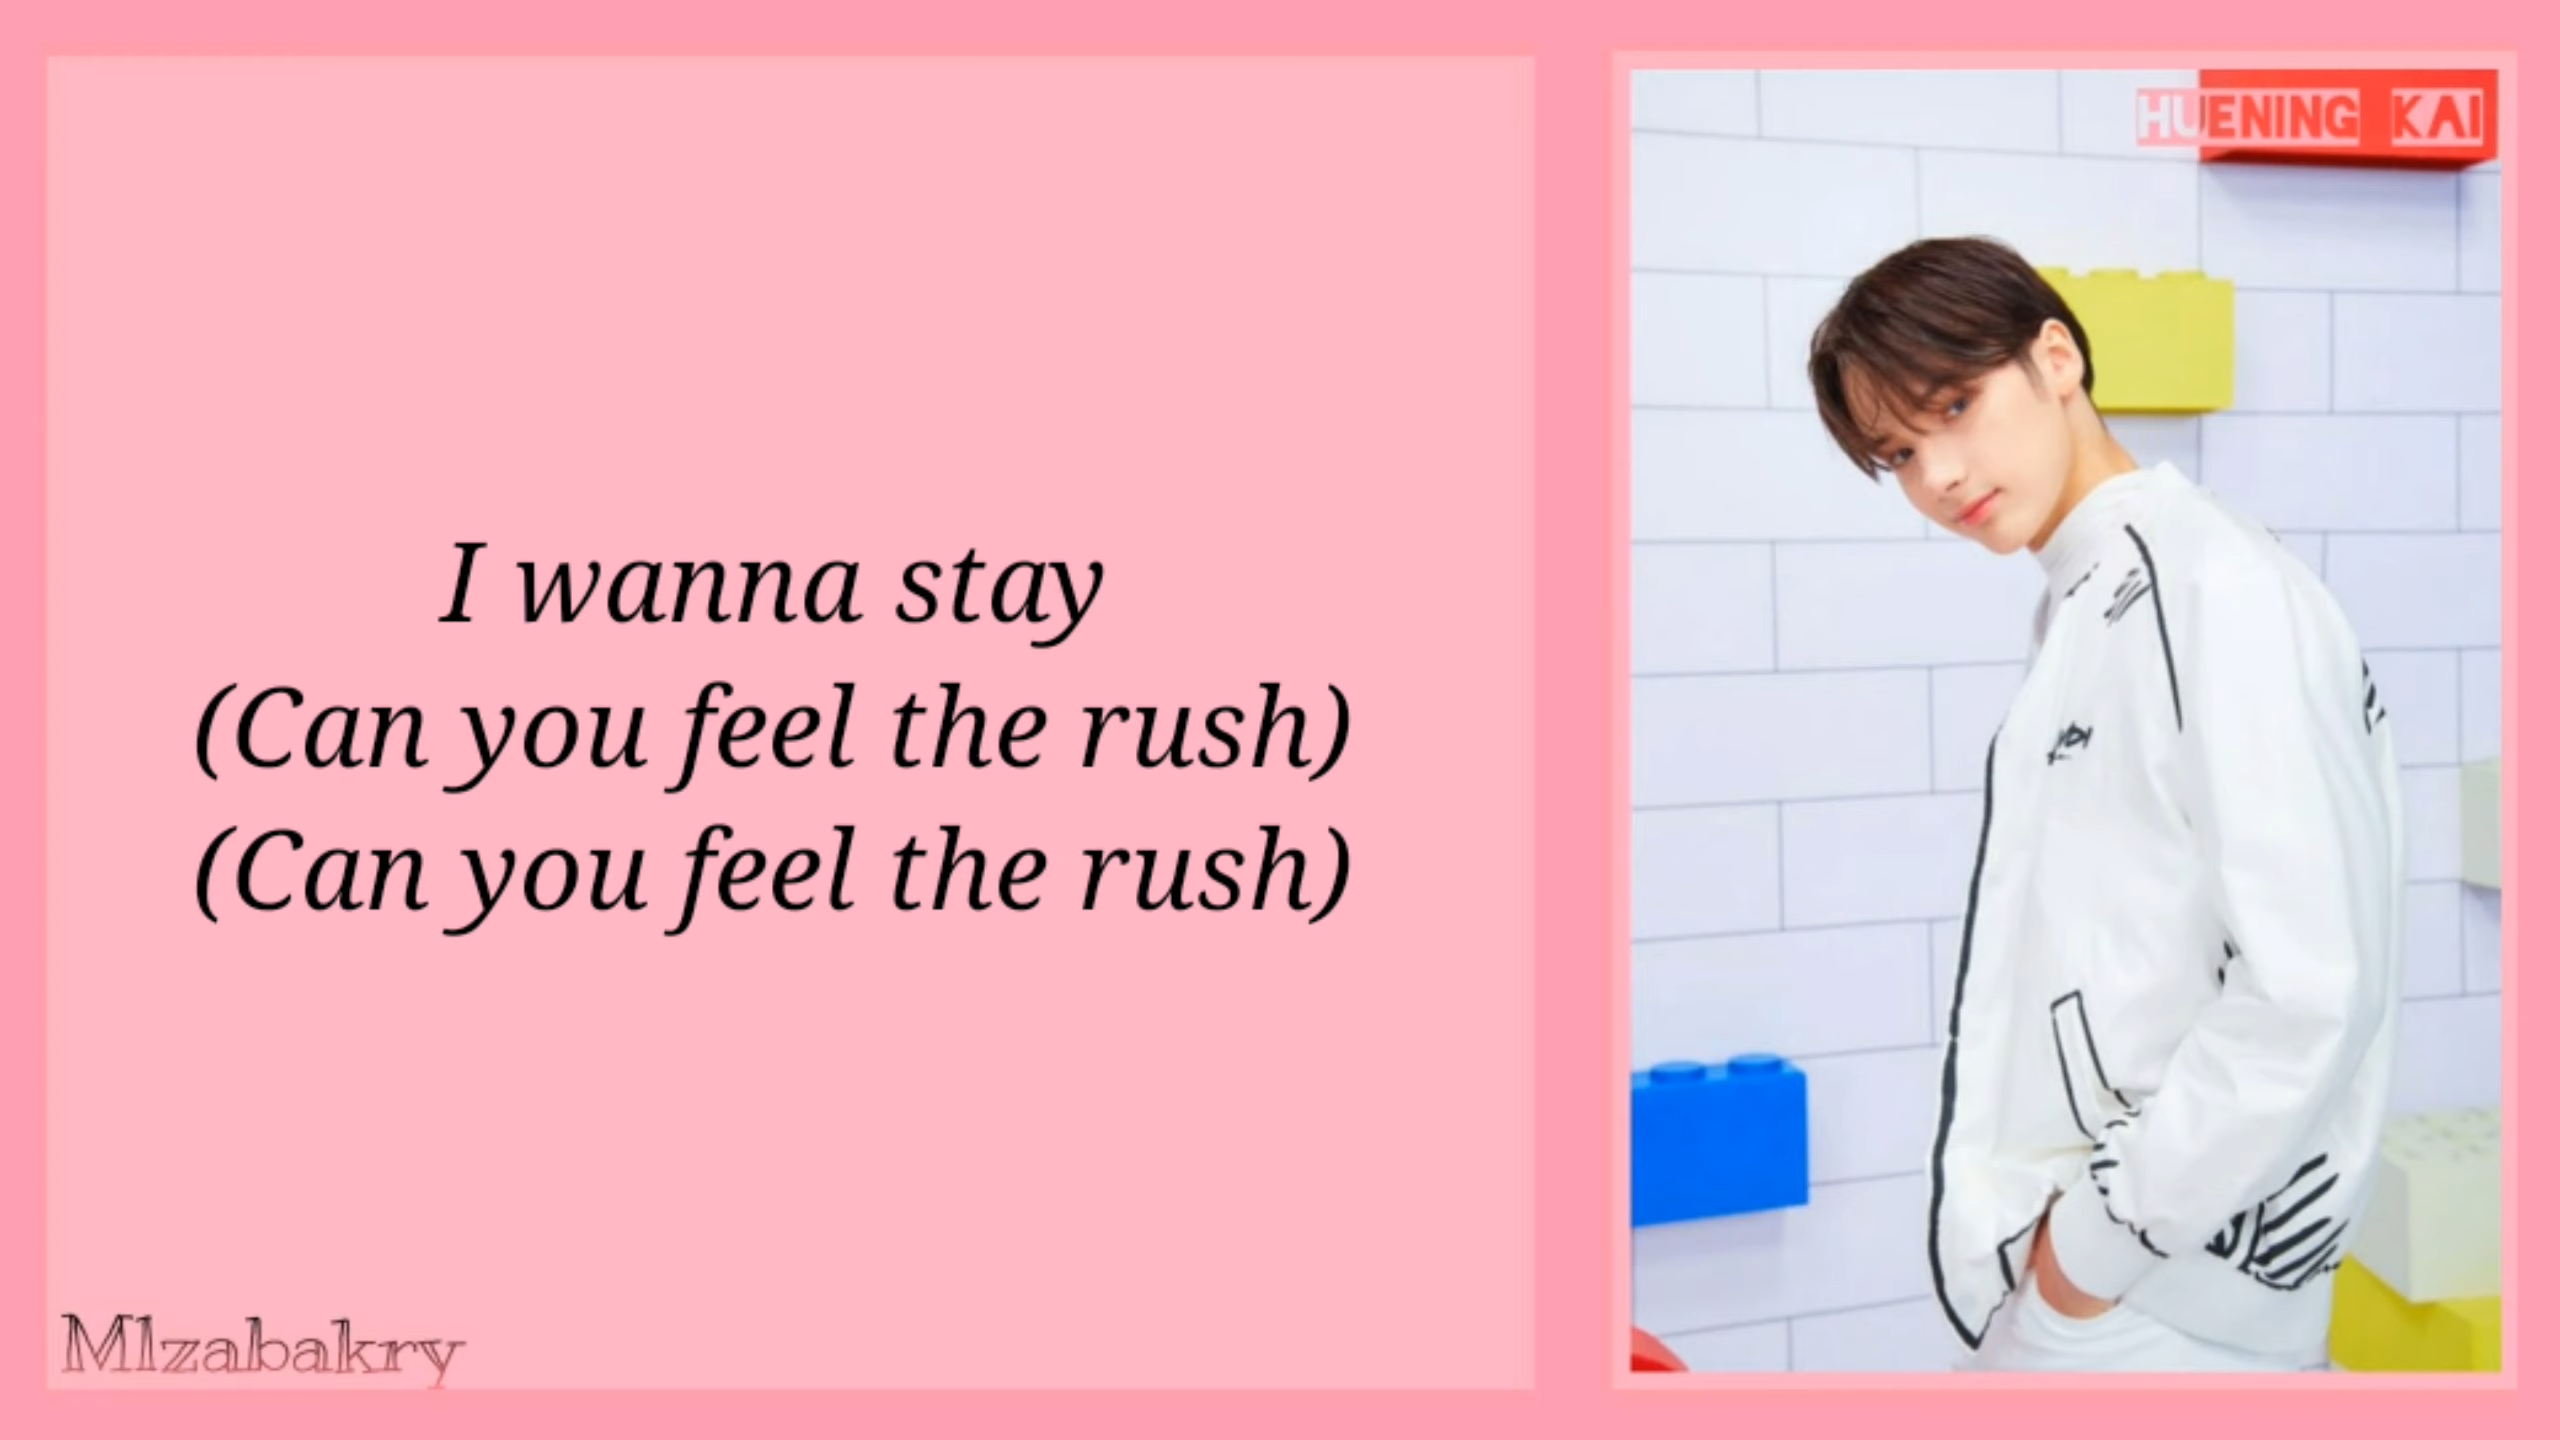 HUENING KAI
I wanna stay
(Can you feel the rush)
(Can you feel the rush)
Mlzabakry